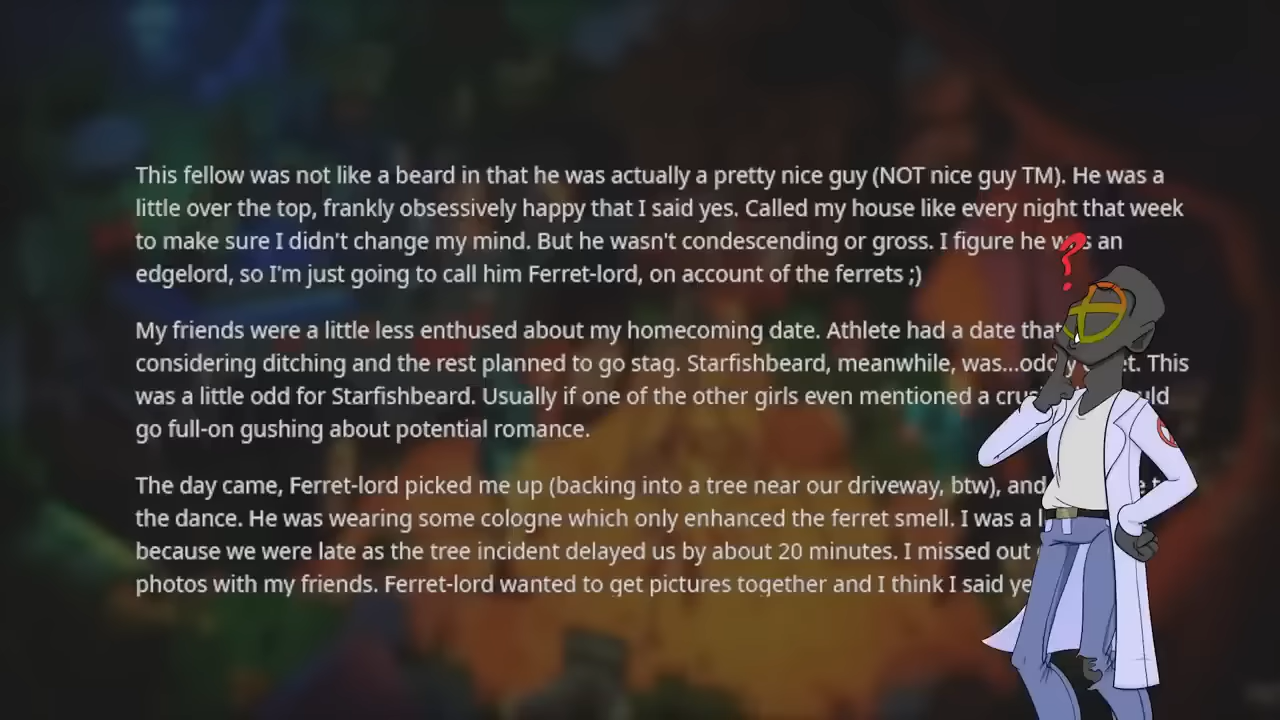 This fellow was not like a beard in that he was actually a pretty nice guy (NOT nice guy TM). He was a
little over the top, frankly obsessively happy that I said yes. Called my house like every night that week
to make sure I didn't change my mind. But he wasn't condescending or gross. I figure he was an
edgelord, so I'm just going to call him Ferret-lord, on account of the ferrets ;)
My friends were a little less enthused about my homecoming date. Athlete had a date that
considering ditching and the rest planned to go stag. Starfishbeard, meanwhile, was...oddly This
was a little odd for Starfishbeard. Usually if one of the other girls even mentioned a
go full-on gushing about potential romance.
The day came, Ferret-lord picked me up (backing into a tree near our driveway, btw), and
the dance. He was wearing some cologne which only enhanced the ferret smell. I was a
because we were late as the tree incident delayed us by about 20 minutes. I missed out
photos with my friends. Ferret-lord wanted to get pictures together and I think I said
?